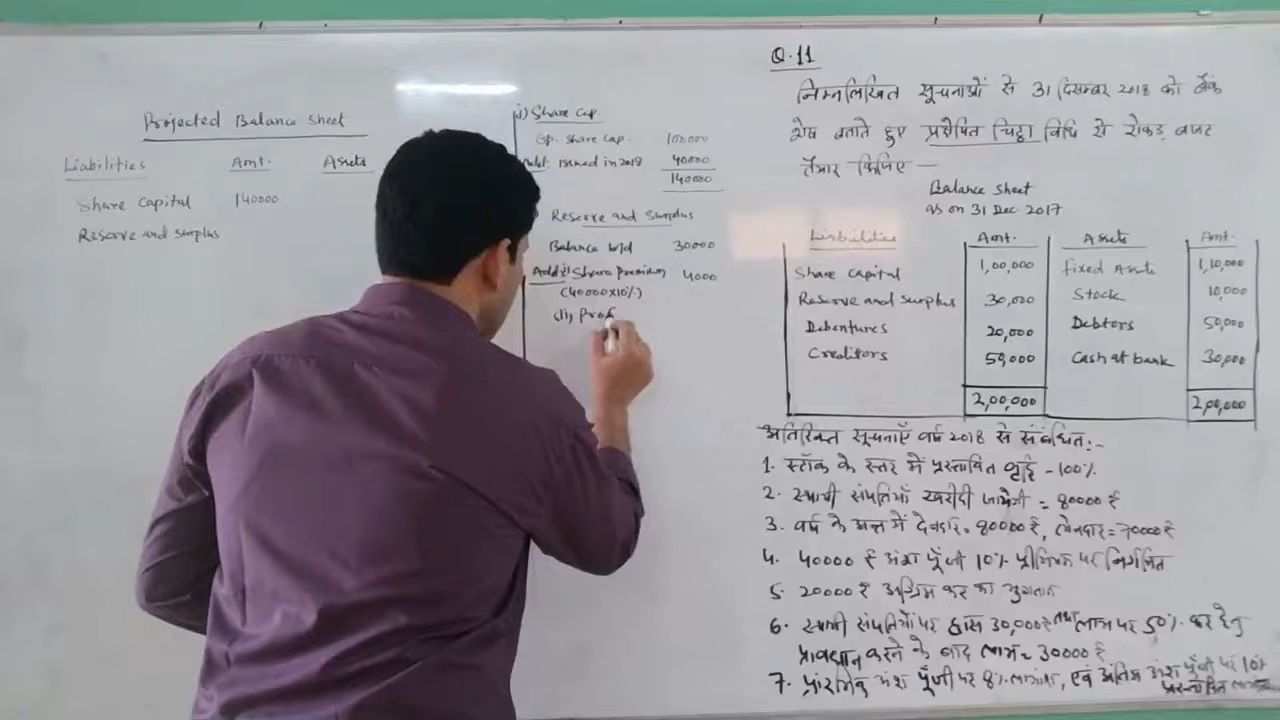 Projected Balance Sheet
Liabilities Amt. Assets
Share Capital 140000
Reserve and Surplus
i) Share Cap.
Op. Share Cap. 100000
Add: Issued in 2018 40000
140000
Reserve and Surplus
Balance b/d 30000
Add: i) Share premium 4000
(40000x10%)
(ii) Prof
Q.11
निम्नलिखित सूचनाओं से 31 दिसम्बर 2018 को बैंक
शेष बताते हुए प्रक्षेपित चिट्ठा विधि से रोकड़ बजट
तैयार कीजिए —
Balance Sheet
as on 31 Dec. 2017
Liabilities Amt. Assets Amt.
Share Capital 1,00,000 Fixed Assets 1,10,000
Reserve and Surplus 30,000 Stock 10,000
Debentures 20,000 Debtors 50,000
Creditors 50,000 Cash at bank 30,000
2,00,000 2,00,000
अतिरिक्त सूचनाएँ वर्ष 2018 से संबंधित:-
1. स्टॉक के स्तर में प्रस्तावित वृद्धि - 100%
2. स्थायी संपतियाँ खरीदी जायेगी = 80000 ₹
3. वर्ष के अन्त में देनदार = 90000 ₹, लेनदार = 70000 ₹
4. 40000 ₹ अंश पूँजी 10% प्रीमियम पर निर्गमित
5. 20000 ₹ अग्रिम कर का भुगतान
6. स्थायी संपतियों पर ह्रास 30,000 ₹ तथा लाभ पर 50% कर हेतु
प्रावधान करने के बाद लाभ = 30000 ₹
7. प्रारंभिक अंश पूँजी पर 8% लाभांश, एवं अंतिम अंश पूँजी पर 10%
प्रस्तावित लाभांश